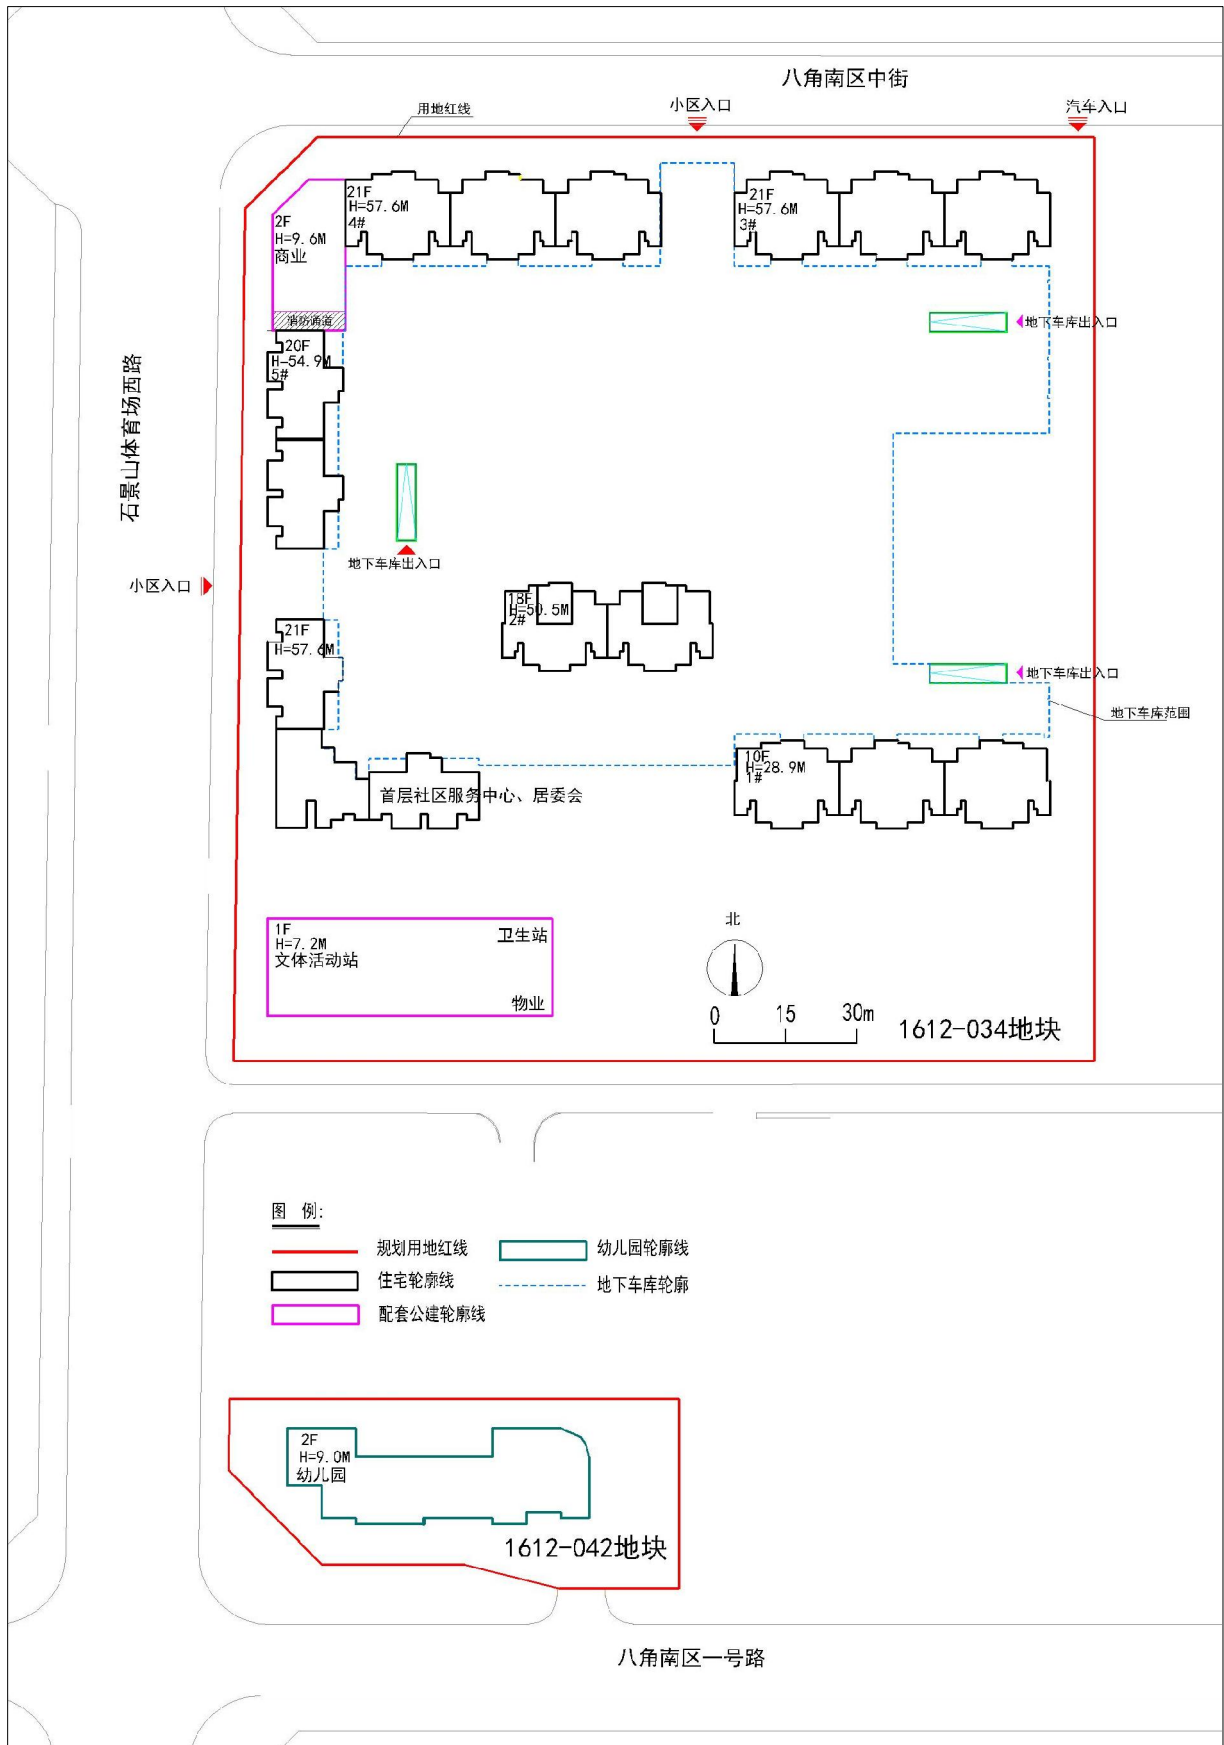 八角南区中街
小区入口
汽车入口
用地红线
21F
H=57.6M
4#
21F
H=57.6M
3#
2F
H=9.6M
商业
消防通道
地下车库出入口
20F
H=54.9M
5#
石景山体育场西路
地下车库出入口
小区入口
18F
H=50.5M
2#
21F
H=57.6M
地下车库出入口
地下车库范围
10F
H=28.9M
1#
首层社区服务中心、居委会
1F
H=7.2M
文体活动站
卫生站
物业
北
0 15 30m
1612-034地块
图 例:
规划用地红线
幼儿园轮廓线
住宅轮廓线
地下车库轮廓
配套公建轮廓线
2F
H=9.0M
幼儿园
1612-042地块
八角南区一号路